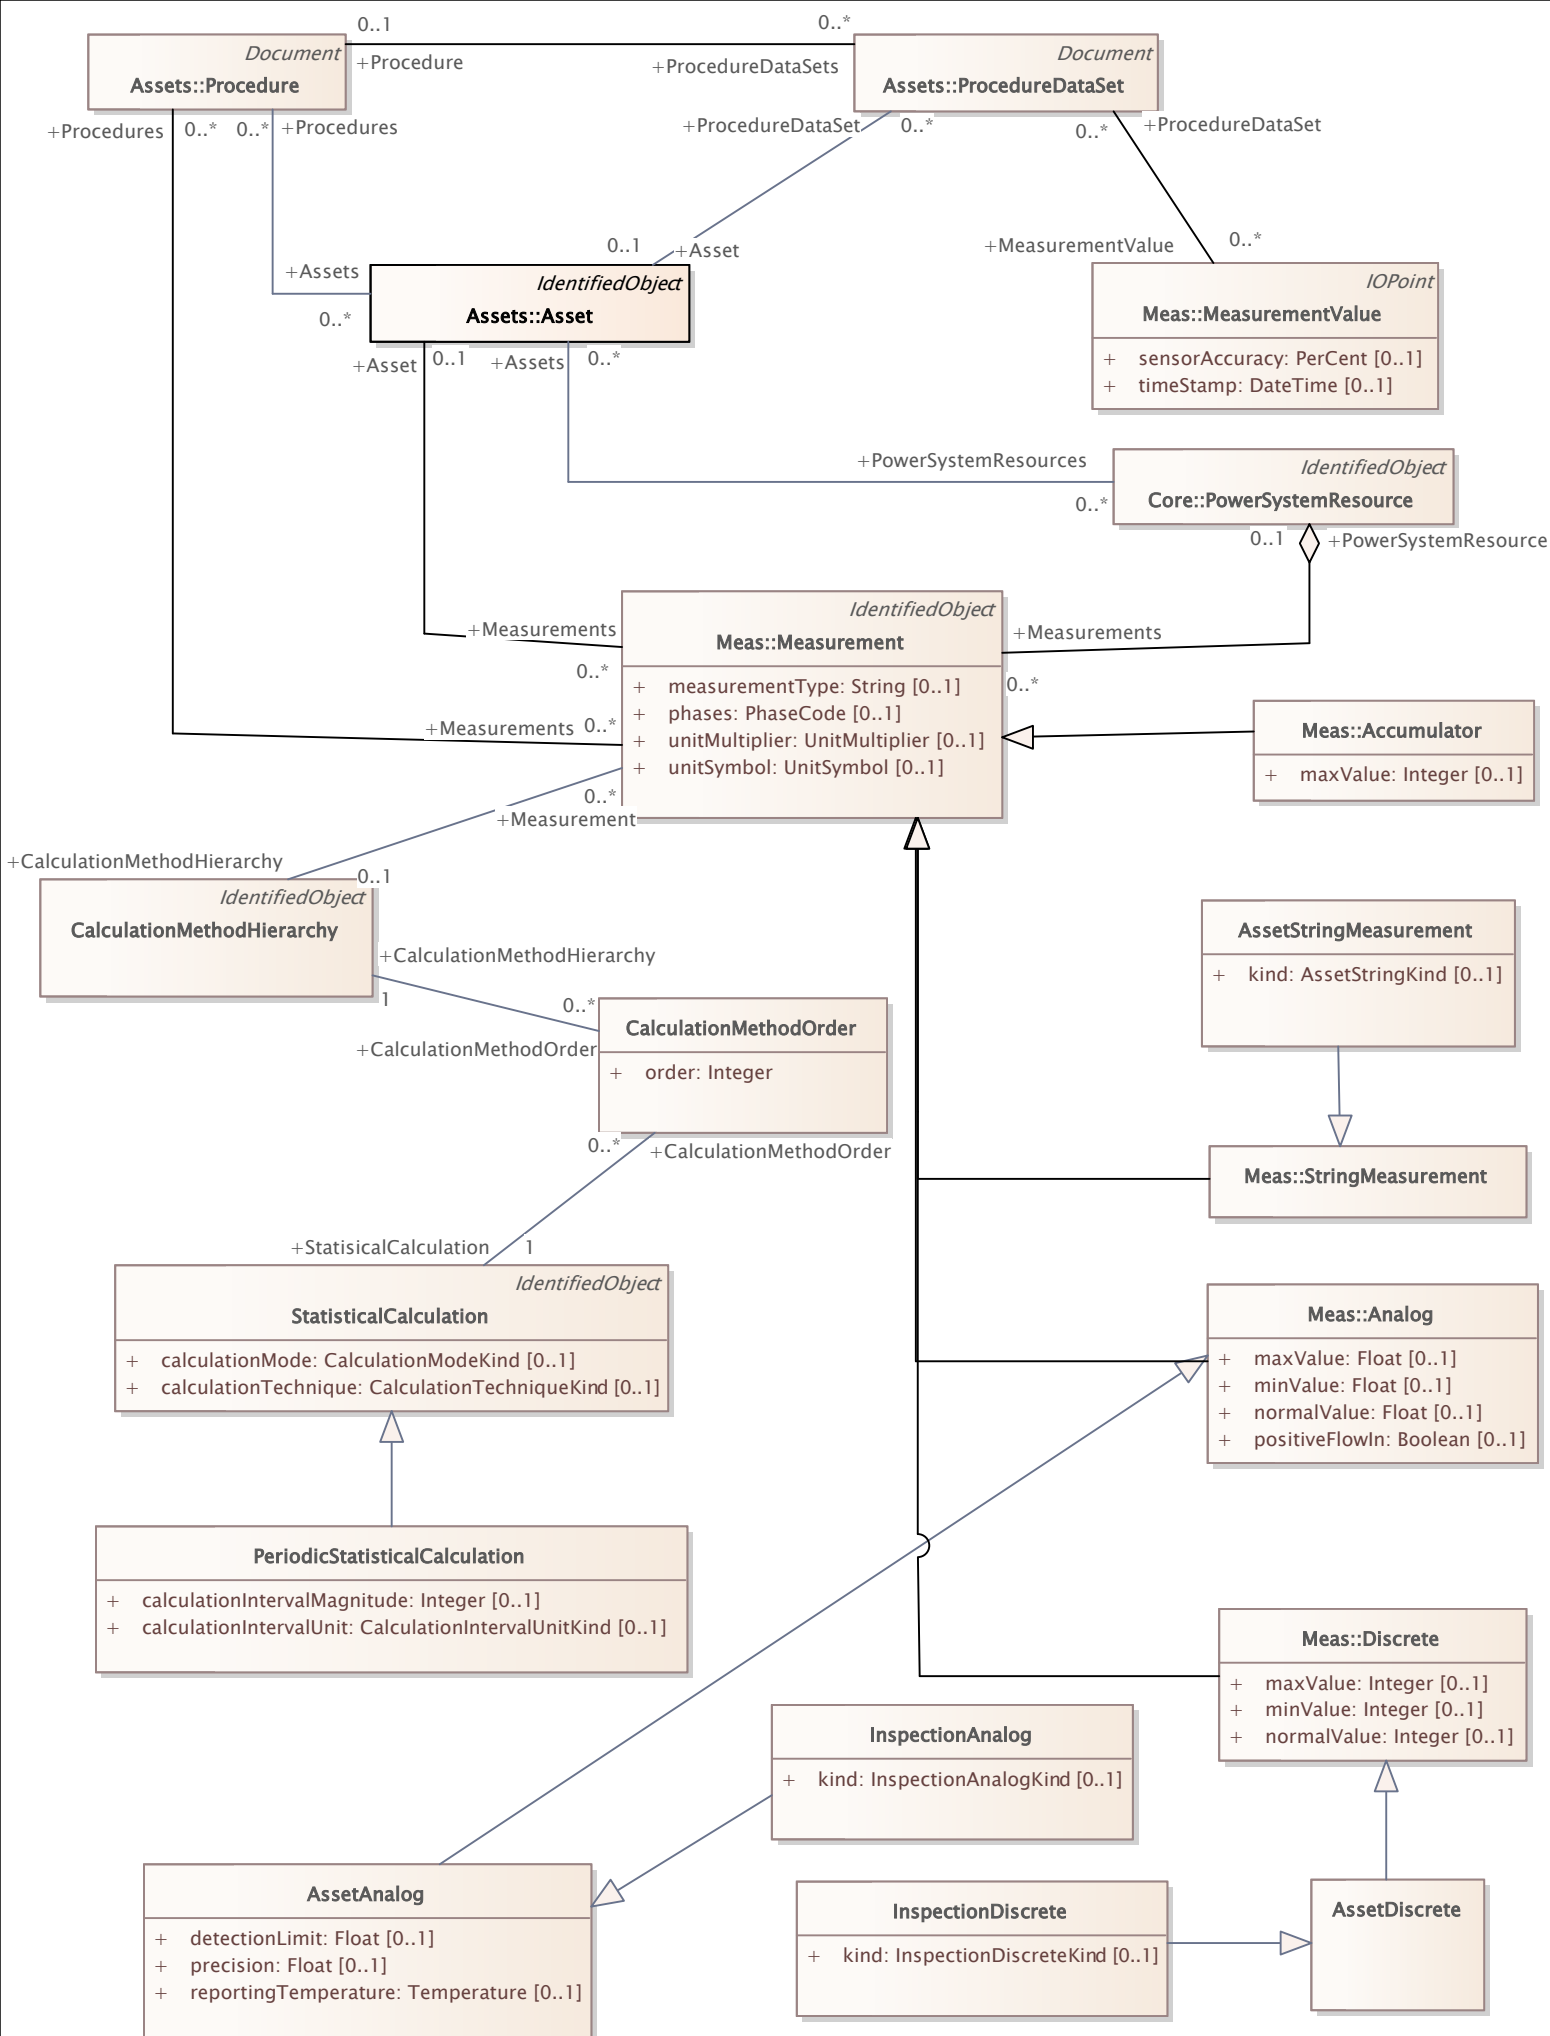 0..1
0..*
Document
Assets::Procedure
+Procedure
+ProcedureDataSets
Document
Assets::ProcedureDataSet
+Procedures
0..*
0..*
+Procedures
+ProcedureDataSet
0..*
0..*
+ProcedureDataSet
0..1
+Asset
+MeasurementValue
0..*
+Assets
0..*
IdentifiedObject
Assets::Asset
IOPoint
Meas::MeasurementValue
+ sensorAccuracy: PerCent [0..1]
+ timeStamp: DateTime [0..1]
+Asset
0..1
+Assets
0..*
+PowerSystemResources
0..*
IdentifiedObject
Core::PowerSystemResource
0..1
+PowerSystemResource
+Measurements
0..*
IdentifiedObject
Meas::Measurement
+ measurementType: String [0..1]
+ phases: PhaseCode [0..1]
+ unitMultiplier: UnitMultiplier [0..1]
+ unitSymbol: UnitSymbol [0..1]
+Measurements
0..*
+Measurements
0..*
Meas::Accumulator
+ maxValue: Integer [0..1]
0..*
+Measurement
+CalculationMethodHierarchy
0..1
IdentifiedObject
CalculationMethodHierarchy
+CalculationMethodHierarchy
1
0..*
+CalculationMethodOrder
CalculationMethodOrder
+ order: Integer
AssetStringMeasurement
+ kind: AssetStringKind [0..1]
0..*
+CalculationMethodOrder
Meas::StringMeasurement
+StatisicalCalculation
1
IdentifiedObject
StatisticalCalculation
+ calculationMode: CalculationModeKind [0..1]
+ calculationTechnique: CalculationTechniqueKind [0..1]
Meas::Analog
+ maxValue: Float [0..1]
+ minValue: Float [0..1]
+ normalValue: Float [0..1]
+ positiveFlowIn: Boolean [0..1]
PeriodicStatisticalCalculation
+ calculationIntervalMagnitude: Integer [0..1]
+ calculationIntervalUnit: CalculationIntervalUnitKind [0..1]
Meas::Discrete
+ maxValue: Integer [0..1]
+ minValue: Integer [0..1]
+ normalValue: Integer [0..1]
InspectionAnalog
+ kind: InspectionAnalogKind [0..1]
AssetAnalog
+ detectionLimit: Float [0..1]
+ precision: Float [0..1]
+ reportingTemperature: Temperature [0..1]
InspectionDiscrete
+ kind: InspectionDiscreteKind [0..1]
AssetDiscrete